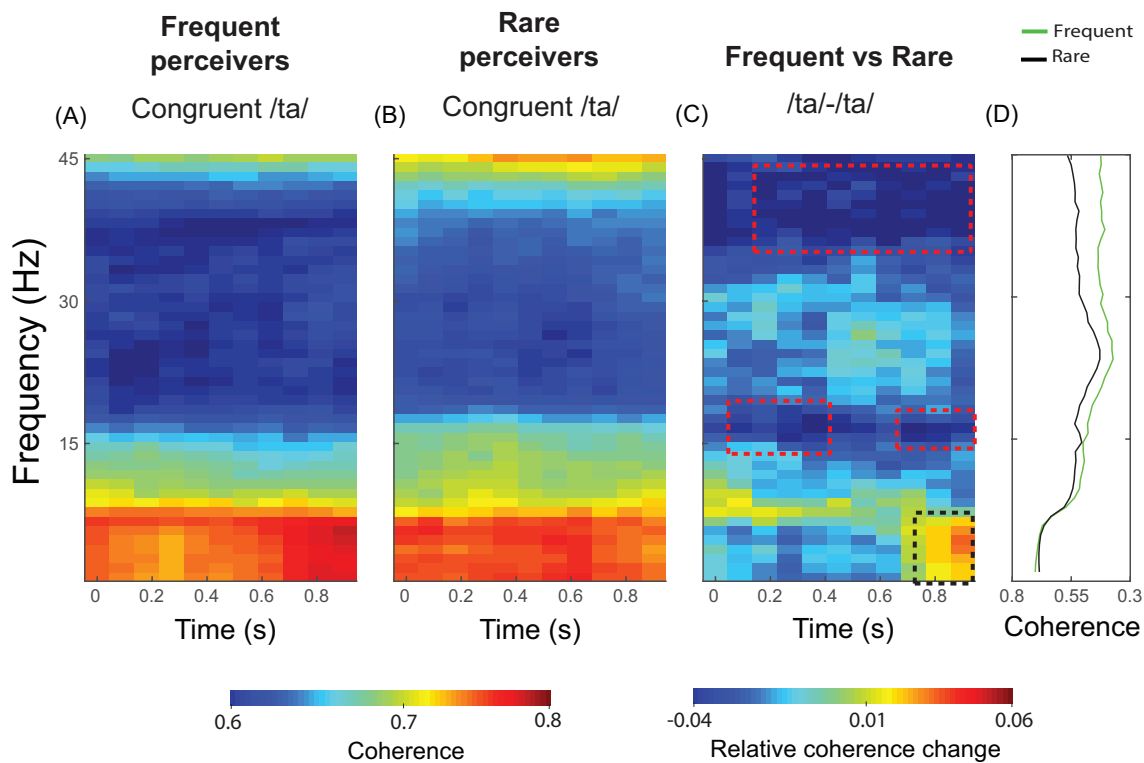 Frequent
perceivers
Rare
perceivers
Frequent vs Rare
Frequent
Rare
(A)
Congruent /ta/
(B)
Congruent /ta/
(C)
/ta/-/ta/
(D)
Frequency (Hz)
45
30
15
0 0.2 0.4 0.6 0.8
0 0.2 0.4 0.6 0.8
0 0.2 0.4 0.6 0.8
0.8 0.55 0.3
Time (s)
Time (s)
Time (s)
Coherence
0.6 0.7 0.8
Coherence
-0.04 0.01 0.06
Relative coherence change